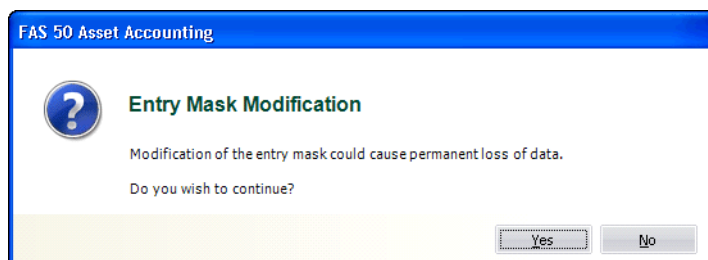 FAS 50 Asset Accounting
Entry Mask Modification
Modification of the entry mask could cause permanent loss of data.
Do you wish to continue?
Yes No